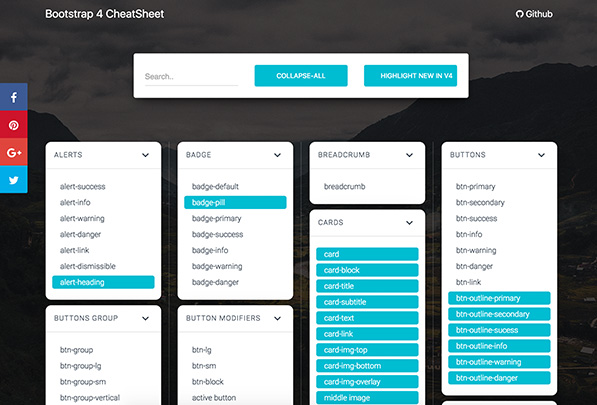 Bootstrap 4 CheatSheet
Github
Search..
COLLAPSE-ALL
HIGHLIGHT NEW IN V4
ALERTS
alert-success
alert-info
alert-warning
alert-danger
alert-link
alert-dismissible
alert-heading
BUTTONS GROUP
btn-group
btn-group-lg
btn-group-sm
btn-group-vertical
BADGE
badge-default
badge-pill
badge-primary
badge-success
badge-info
badge-warning
badge-danger
BUTTON MODIFIERS
btn-lg
btn-sm
btn-block
active button
BREADCRUMB
breadcrumb
CARDS
card
card-block
card-title
card-subtitle
card-text
card-link
card-img-top
card-img-bottom
card-img-overlay
middle image
BUTTONS
btn-primary
btn-secondary
btn-success
btn-info
btn-warning
btn-danger
btn-link
btn-outline-primary
btn-outline-secondary
btn-outline-sucess
btn-outline-info
btn-outline-warning
btn-outline-danger